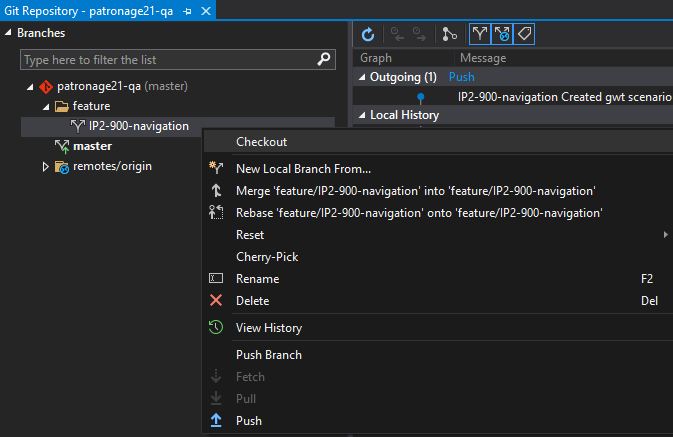 Git Repository - patronage21-qa
Branches
Type here to filter the list
patronage21-qa (master)
feature
IP2-900-navigation
master
remotes/origin
Graph Message
Outgoing (1) Push
IP2-900-navigation Created gwt scenario
Local History
Checkout
New Local Branch From...
Merge 'feature/IP2-900-navigation' into 'feature/IP2-900-navigation'
Rebase 'feature/IP2-900-navigation' onto 'feature/IP2-900-navigation'
Reset
Cherry-Pick
Rename F2
Delete Del
View History
Push Branch
Fetch
Pull
Push